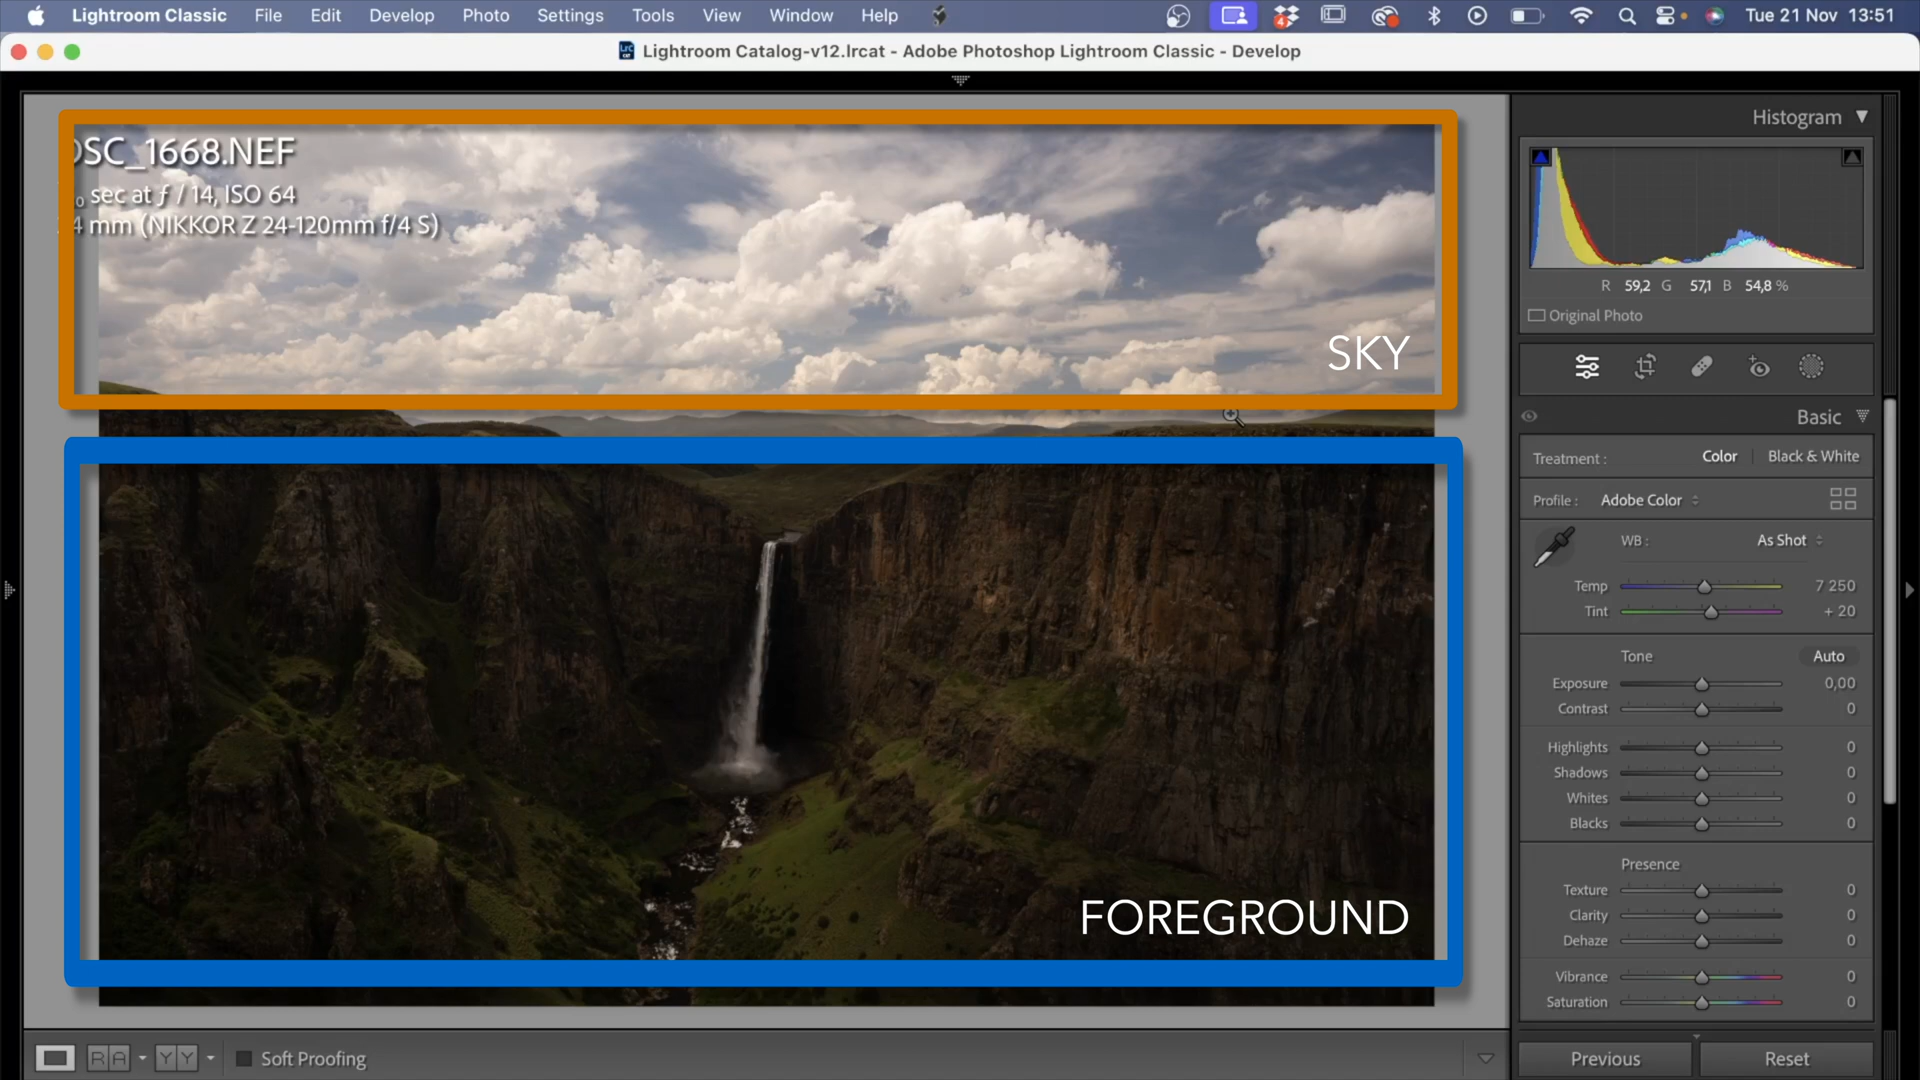 Lightroom Classic File Edit Develop Photo Settings Tools View Window Help 4 Tue 21 Nov 13:51
LrC Lightroom Catalog-v12.lrcat - Adobe Photoshop Lightroom Classic - Develop
DSC_1668.NEF
sec at ƒ / 14, ISO 64
4 mm (NIKKOR Z 24-120mm f/4 S)
SKY
FOREGROUND
Histogram
R 59,2 G 57,1 B 54,8 %
Original Photo
Basic
Treatment : Color Black & White
Profile : Adobe Color
WB : As Shot
Temp 7 250
Tint + 20
Tone Auto
Exposure 0,00
Contrast 0
Highlights 0
Shadows 0
Whites 0
Blacks 0
Presence
Texture 0
Clarity 0
Dehaze 0
Vibrance 0
Saturation 0
R A Y Y Soft Proofing
Previous Reset